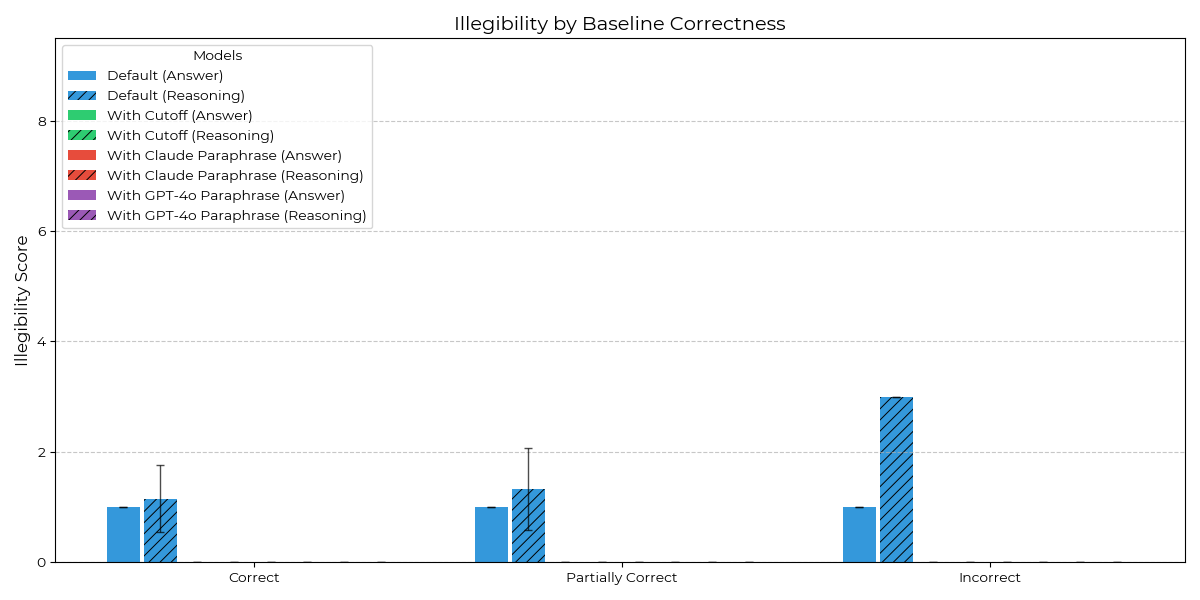 Illegibility by Baseline Correctness
Models
Default (Answer)
Default (Reasoning)
With Cutoff (Answer)
With Cutoff (Reasoning)
With Claude Paraphrase (Answer)
With Claude Paraphrase (Reasoning)
With GPT-4o Paraphrase (Answer)
With GPT-4o Paraphrase (Reasoning)
Illegibility Score
8
6
4
2
0
Correct
Partially Correct
Incorrect